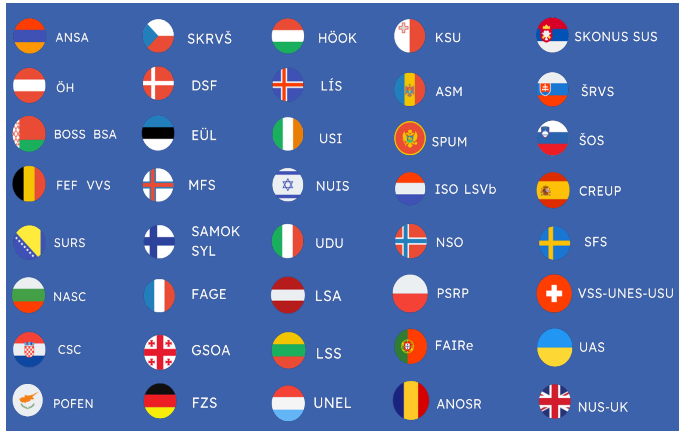 ANSA
SKRVŠ
HÖOK
KSU
SKONUS SUS
ÖH
DSF
LÍS
ASM
ŠRVS
BOSS BSA
EÜL
USI
SPUM
ŠOS
FEF VVS
MFS
NUIS
ISO LSVb
CREUP
SURS
SAMOK
SYL
UDU
NSO
SFS
NASC
FAGE
LSA
PSRP
VSS-UNES-USU
CSC
GSOA
LSS
FAIRe
UAS
POFEN
FZS
UNEL
ANOSR
NUS-UK